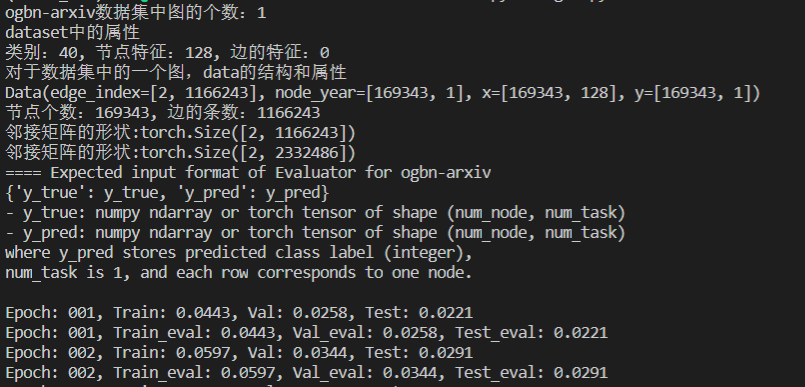 ogbn-arxiv数据集中图的个数：1
dataset中的属性
类别：40, 节点特征：128, 边的特征：0
对于数据集中的一个图，data的结构和属性
Data(edge_index=[2, 1166243], node_year=[169343, 1], x=[169343, 128], y=[169343, 1])
节点个数：169343, 边的条数：1166243
邻接矩阵的形状:torch.Size([2, 1166243])
邻接矩阵的形状:torch.Size([2, 2332486])
==== Expected input format of Evaluator for ogbn-arxiv
{'y_true': y_true, 'y_pred': y_pred}
- y_true: numpy ndarray or torch tensor of shape (num_node, num_task)
- y_pred: numpy ndarray or torch tensor of shape (num_node, num_task)
where y_pred stores predicted class label (integer),
num_task is 1, and each row corresponds to one node.
Epoch: 001, Train: 0.0443, Val: 0.0258, Test: 0.0221
Epoch: 001, Train_eval: 0.0443, Val_eval: 0.0258, Test_eval: 0.0221
Epoch: 002, Train: 0.0597, Val: 0.0344, Test: 0.0291
Epoch: 002, Train_eval: 0.0597, Val_eval: 0.0344, Test_eval: 0.0291